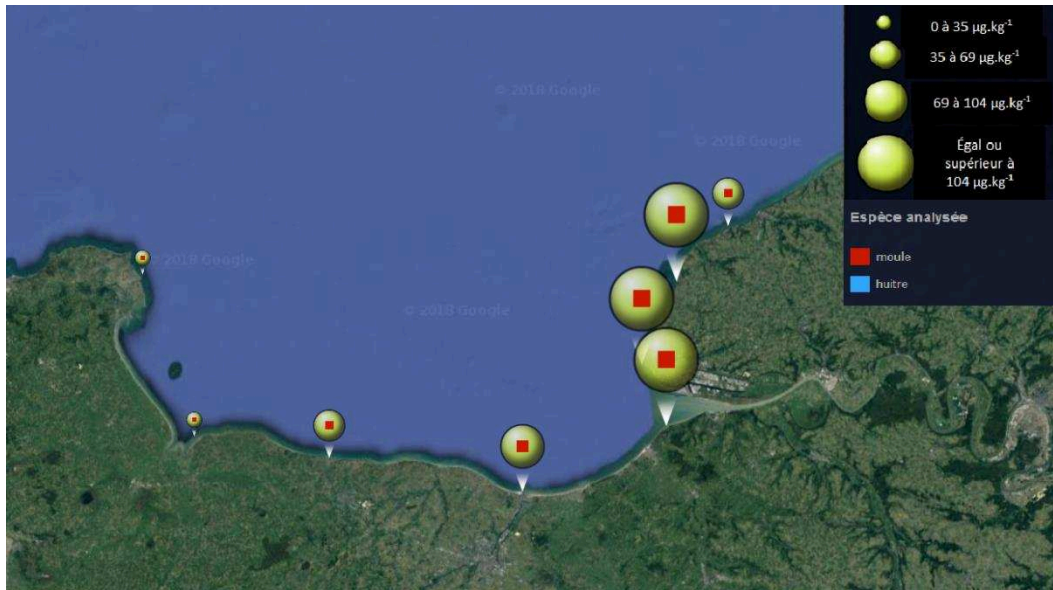 0 à 35 µg.kg⁻¹
35 à 69 µg.kg⁻¹
69 à 104 µg.kg⁻¹
Égal ou
supérieur à
104 µg.kg⁻¹
Espèce analysée
moule
huitre
© 2018 Google
© 2018 Google
© 2018 Google
© 2018 Google